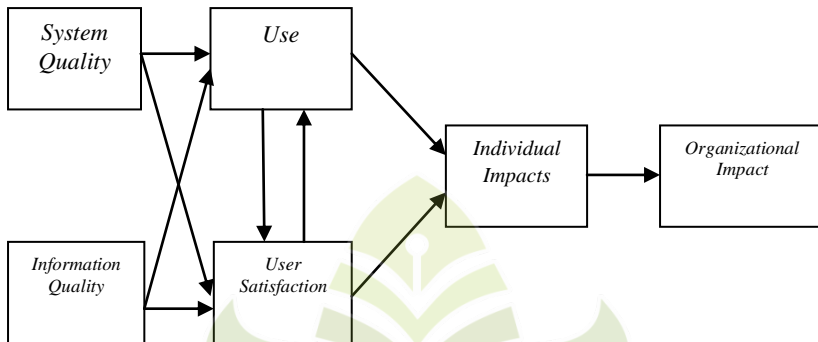 System
Quality
Use
Individual
Impacts
Organizational
Impact
Information
Quality
User
Satisfaction